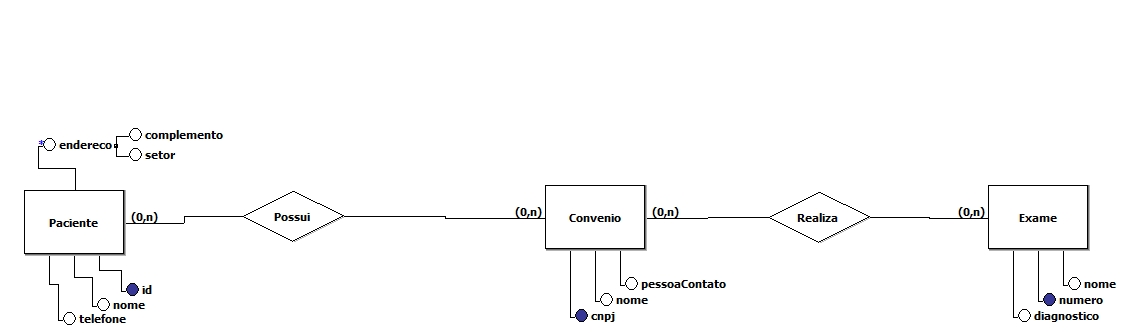 complemento
* endereco
setor
Paciente
(0,n)
Possui
(0,n)
Convenio
(0,n)
Realiza
(0,n)
Exame
id
nome
telefone
pessoaContato
nome
cnpj
nome
numero
diagnostico